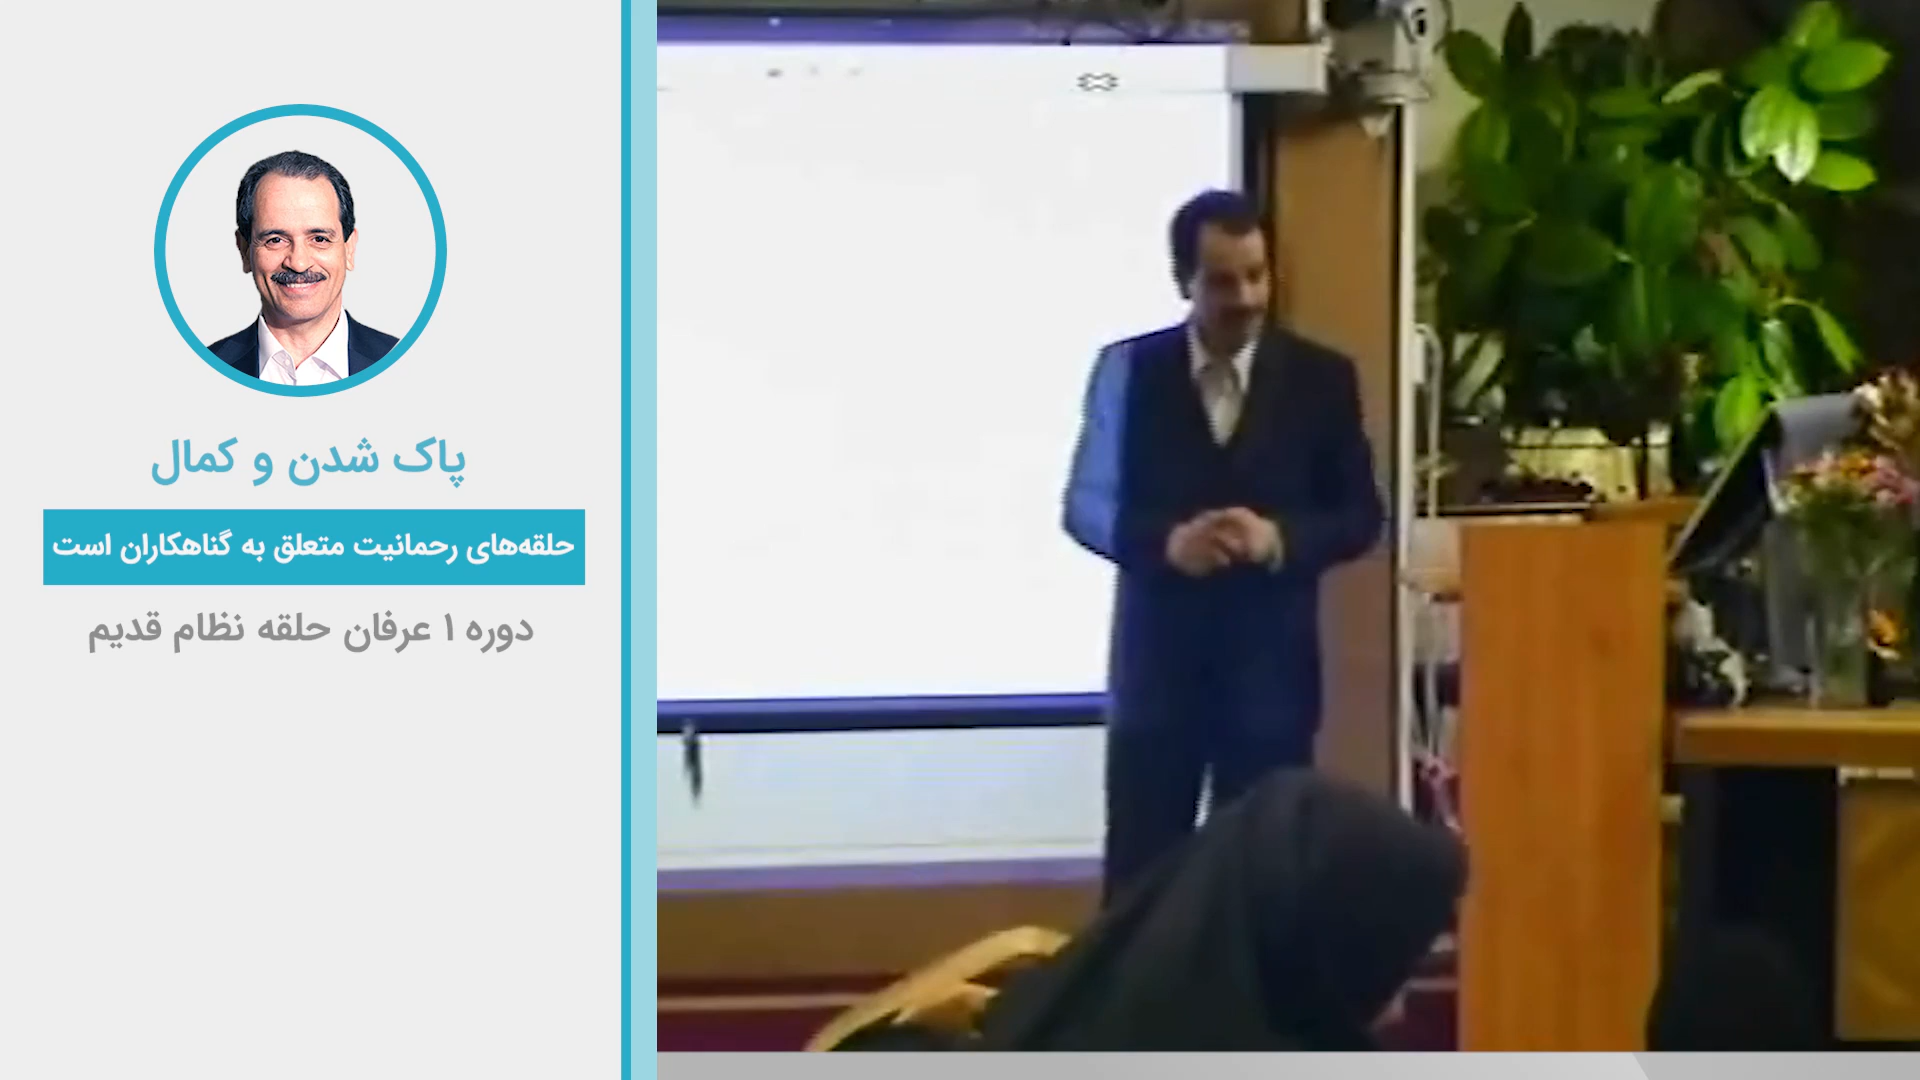 پاک شدن و کمال
حلقه‌های رحمانیت متعلق به گناهکاران است
دوره ۱ عرفان حلقه نظام قدیم